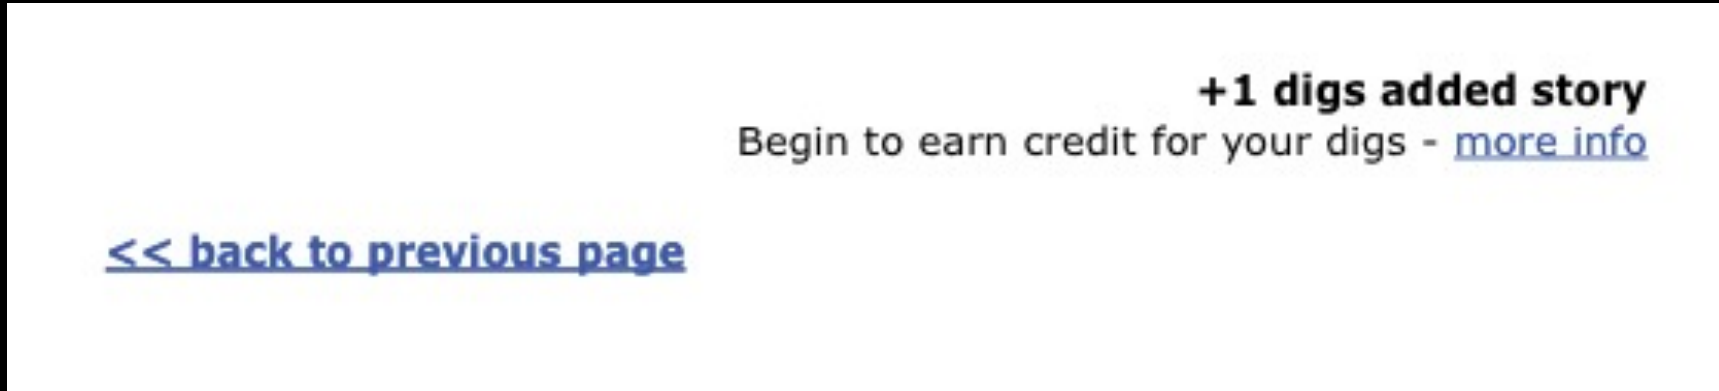 +1 digs added story
Begin to earn credit for your digs - more info
<< back to previous page